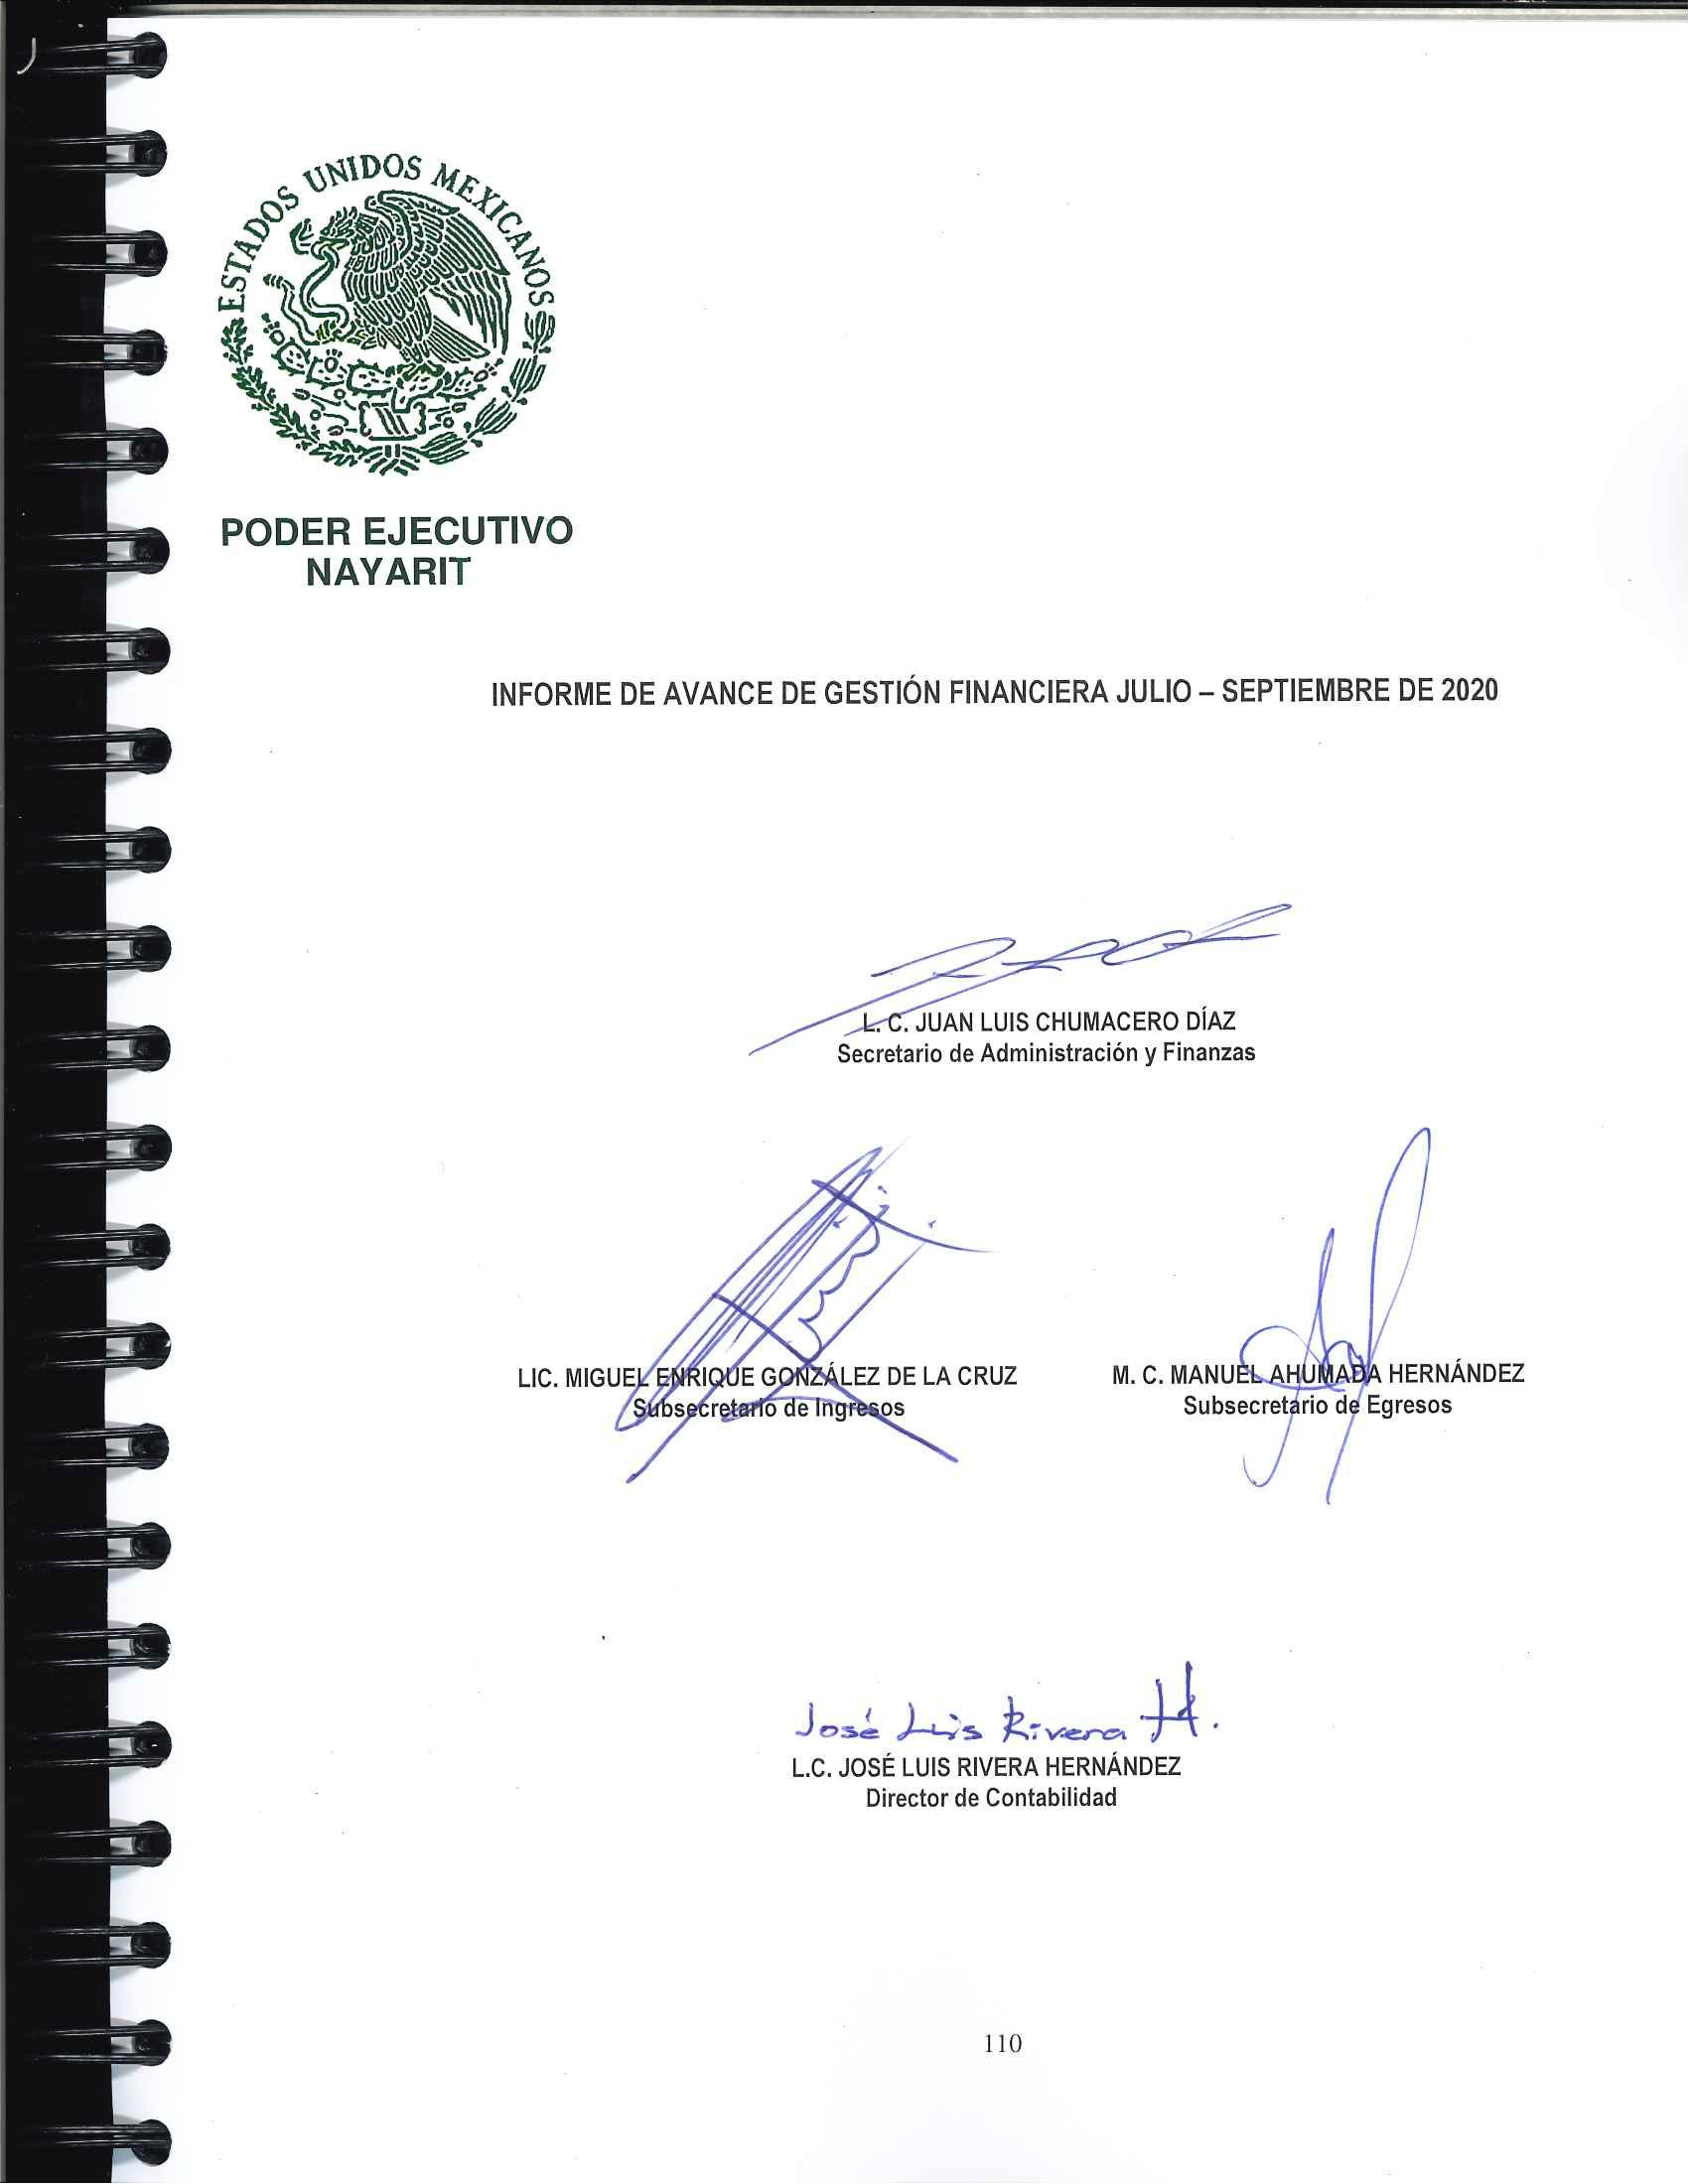 ESTADOS UNIDOS MEXICANOS
PODER EJECUTIVO
NAYARIT
INFORME DE AVANCE DE GESTIÓN FINANCIERA JULIO – SEPTIEMBRE DE 2020
L. C. JUAN LUIS CHUMACERO DÍAZ
Secretario de Administración y Finanzas
LIC. MIGUEL ENRIQUE GONZÁLEZ DE LA CRUZ
Subsecretario de Ingresos
M. C. MANUEL AHUMADA HERNÁNDEZ
Subsecretario de Egresos
José Luis Rivera H.
L.C. JOSÉ LUIS RIVERA HERNÁNDEZ
Director de Contabilidad
110